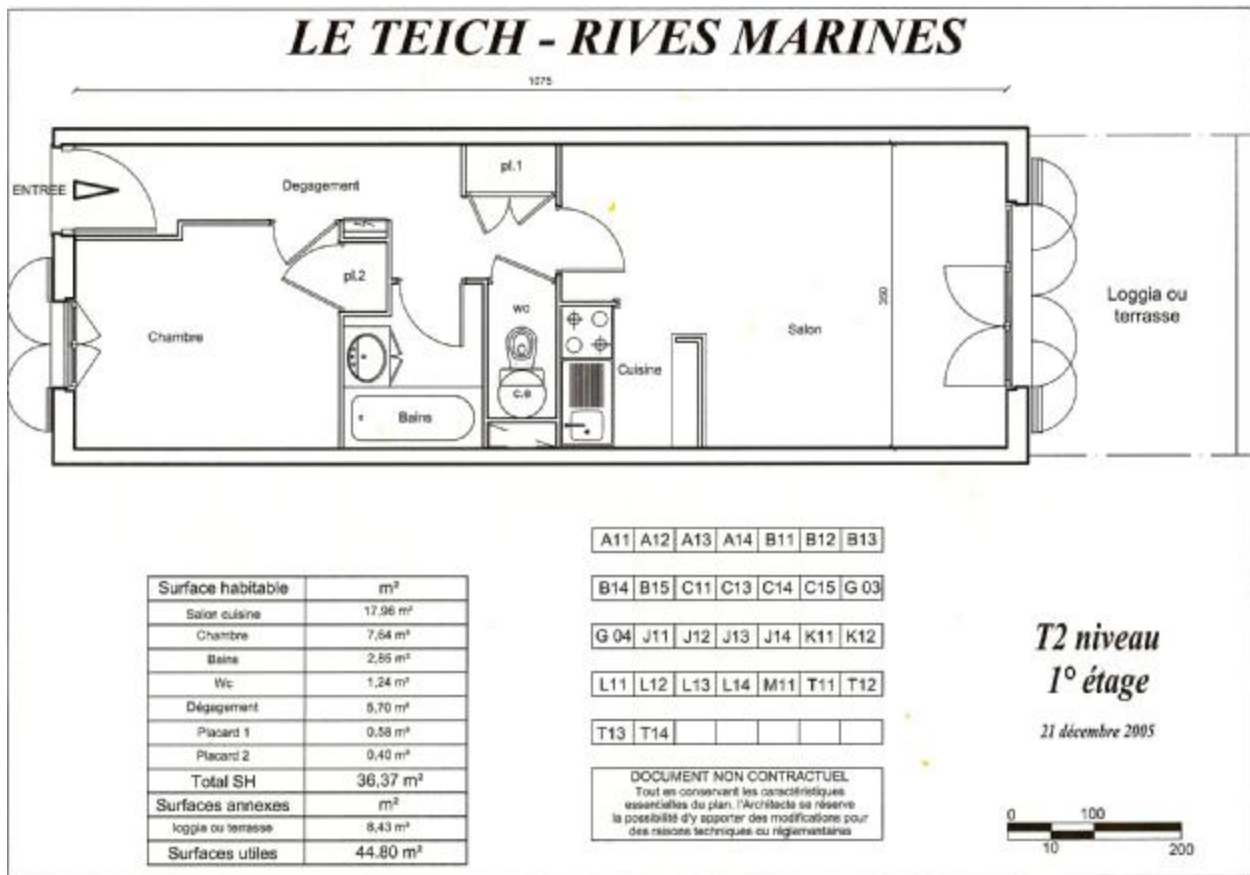 LE TEICH - RIVES MARINES
1075
ENTREE
Degagement
pl.1
pl.2
wc
Chambre
Salon
350
Loggia ou
terrasse
Cuisine
c.e
Bains
A11 A12 A13 A14 B11 B12 B13
B14 B15 C11 C13 C14 C15 G 03
G 04 J11 J12 J13 J14 K11 K12
L11 L12 L13 L14 M11 T11 T12
T13 T14
Surface habitable m²
Salon cuisine 17,96 m²
Chambre 7,64 m²
Bains 2,85 m²
Wc 1,24 m²
Dégagement 5,70 m²
Placard 1 0,58 m²
Placard 2 0,40 m²
Total SH 36,37 m²
Surfaces annexes m²
loggia ou terrasse 8,43 m²
Surfaces utiles 44.80 m²
DOCUMENT NON CONTRACTUEL
Tout en conservant les caractéristiques
essentielles du plan, l'Architecte se réserve
la possibilité d'y apporter des modifications pour
des raisons techniques ou réglementaires
T2 niveau
1° étage
21 décembre 2005
0 100
10 200